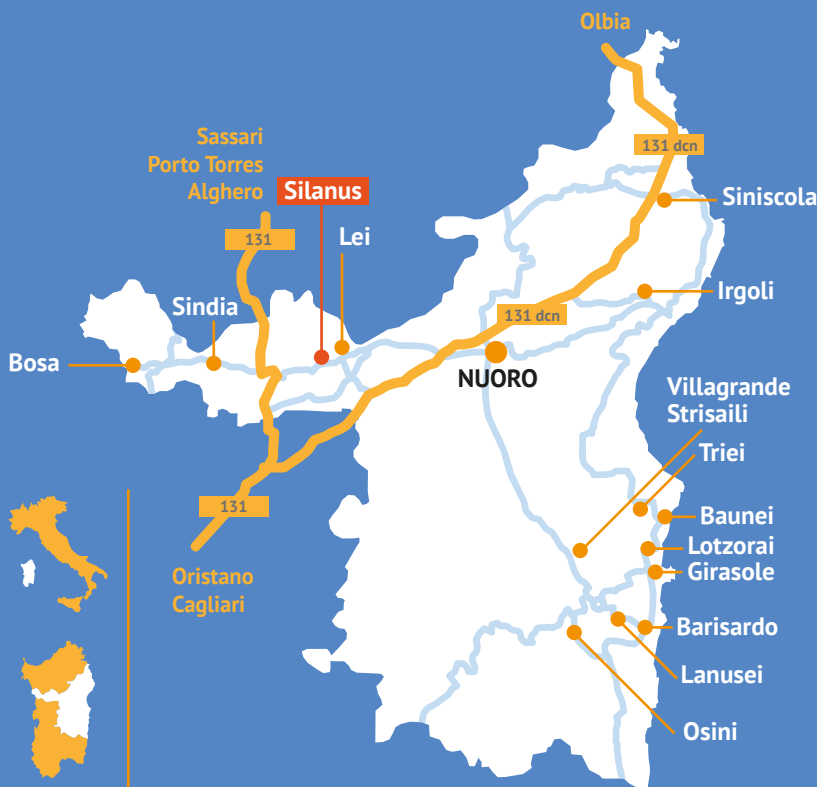 Olbia
131 dcn
Sassari
Porto Torres
Alghero
Silanus
Siniscola
131
Lei
Irgoli
Sindia
131 dcn
Bosa
NUORO
Villagrande
Strisaili
Triei
131
Baunei
Lotzorai
Girasole
Oristano
Cagliari
Barisardo
Lanusei
Osini